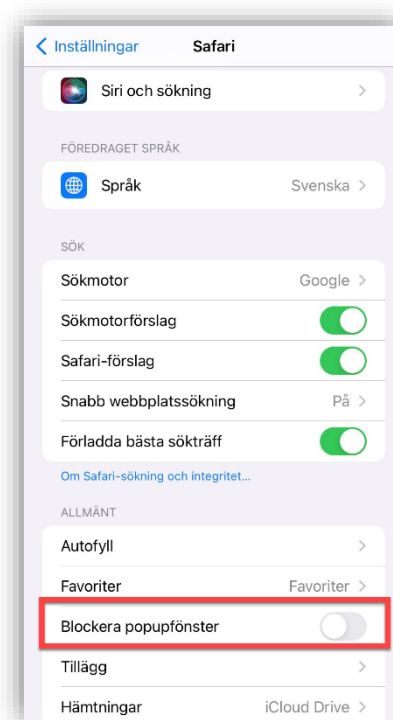 Inställningar Safari
Siri och sökning
FÖREDRAGET SPRÅK
Språk Svenska
SÖK
Sökmotor Google
Sökmotorförslag
Safari-förslag
Snabb webbplatssökning På
Förladda bästa sökträff
Om Safari-sökning och integritet...
ALLMÄNT
Autofyll
Favoriter Favoriter
Blockera popupfönster
Tillägg
Hämtningar iCloud Drive